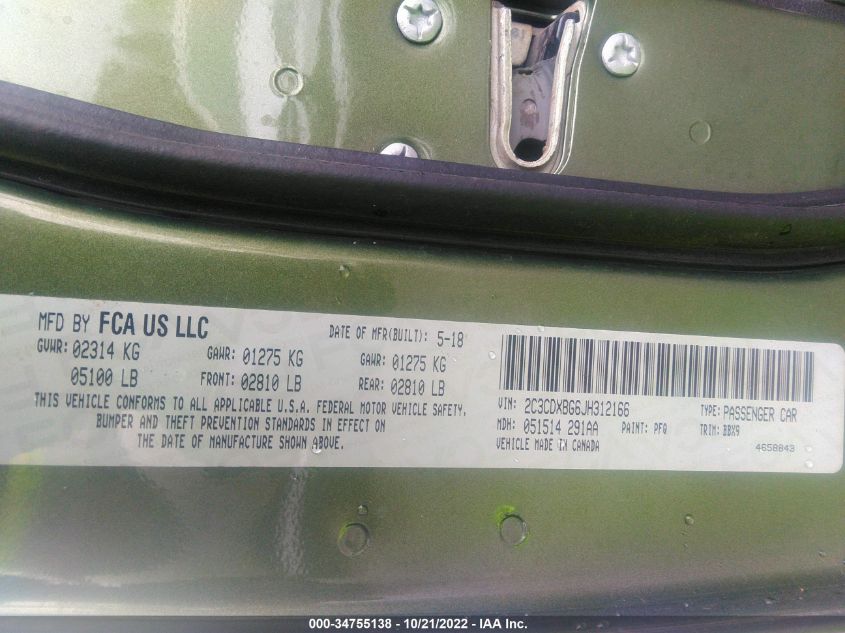 MFD BY FCA US LLC
DATE OF MFR(BUILT): 5-18
GVWR: 02314 KG
GAWR: 01275 KG
GAWR: 01275 KG
05100 LB
FRONT: 02810 LB
REAR: 02810 LB
THIS VEHICLE CONFORMS TO ALL APPLICABLE U.S.A. FEDERAL MOTOR VEHICLE SAFETY,
BUMPER AND THEFT PREVENTION STANDARDS IN EFFECT ON
THE DATE OF MANUFACTURE SHOWN ABOVE.
VIN: 2C3CDXBG6JH312166
TYPE: PASSENGER CAR
MDH: 051514 291AA
PAINT: PFQ
TRIM: BBX9
VEHICLE MADE IN CANADA
4658843
000-34755138 - 10/21/2022 - IAA Inc.